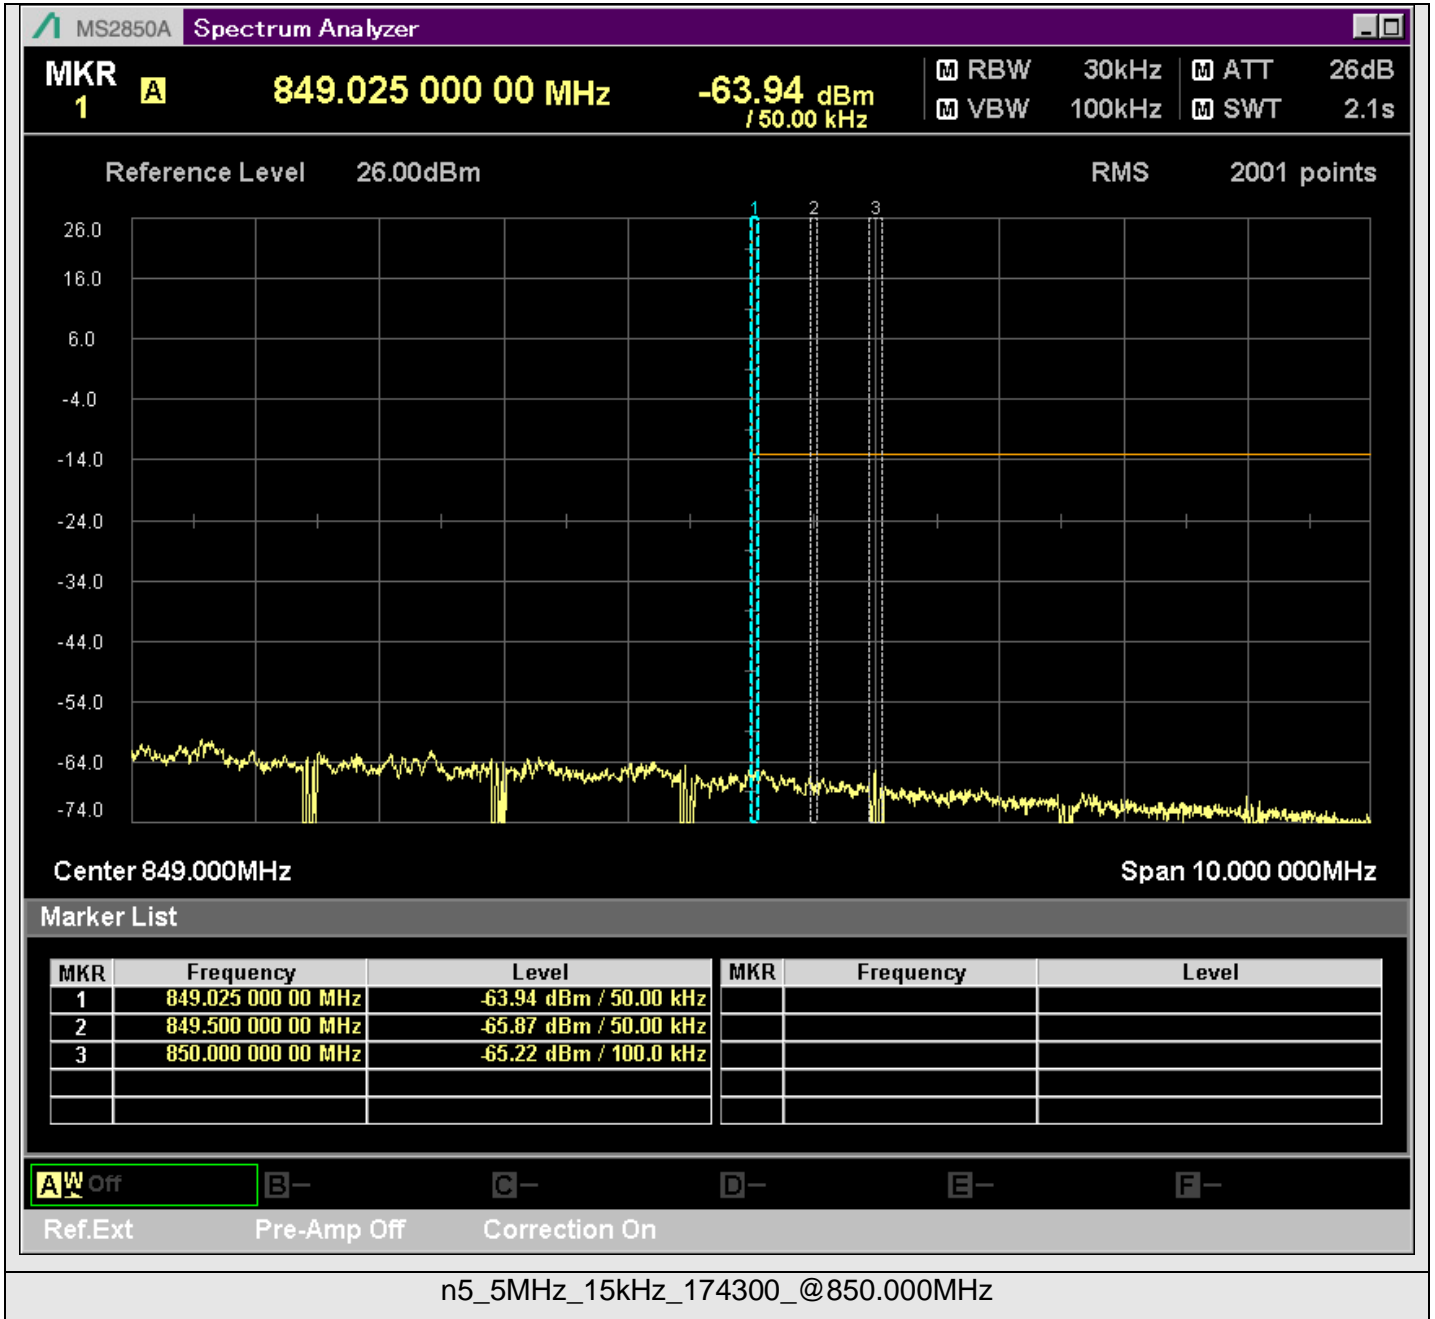 MS2850A Spectrum Analyzer
MKR 1 A 849.025 000 00 MHz -63.94 dBm / 50.00 kHz
M RBW 30kHz M ATT 26dB
M VBW 100kHz M SWT 2.1s
Reference Level 26.00dBm RMS 2001 points
1 2 3
26.0
16.0
6.0
-4.0
-14.0
-24.0
-34.0
-44.0
-54.0
-64.0
-74.0
Center 849.000MHz Span 10.000 000MHz
Marker List
MKR Frequency Level MKR Frequency Level
1 849.025 000 00 MHz -63.94 dBm / 50.00 kHz
2 849.500 000 00 MHz -65.87 dBm / 50.00 kHz
3 850.000 000 00 MHz -65.22 dBm / 100.0 kHz
A W Off B - C - D - E - F -
Ref.Ext Pre-Amp Off Correction On
n5_5MHz_15kHz_174300_@850.000MHz